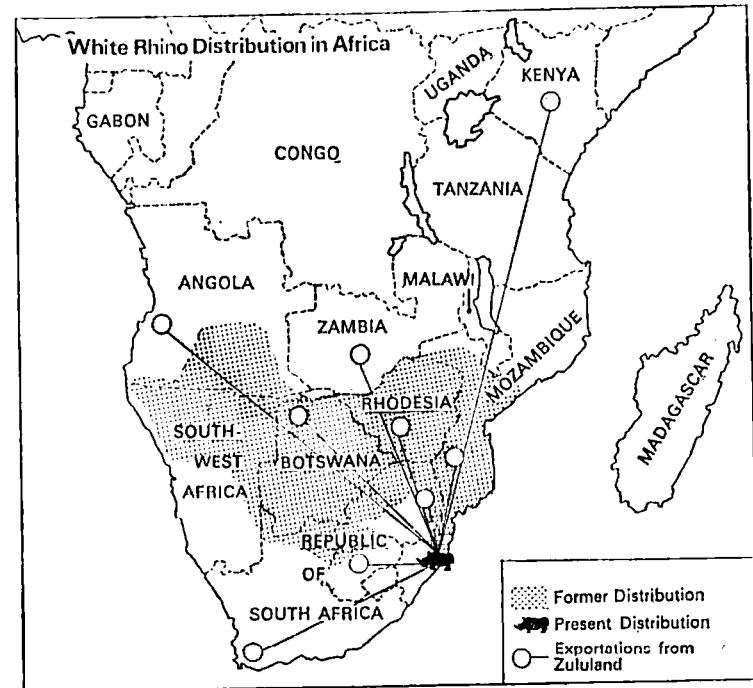 White Rhino Distribution in Africa
UGANDA
KENYA
GABON
CONGO
TANZANIA
ANGOLA
MALAWI
ZAMBIA
MOZAMBIQUE
RHODESIA
MADAGASCAR
SOUTH-
WEST
AFRICA
BOTSWANA
REPUBLIC
OF
SOUTH AFRICA
Former Distribution
Present Distribution
Exportations from
Zululand